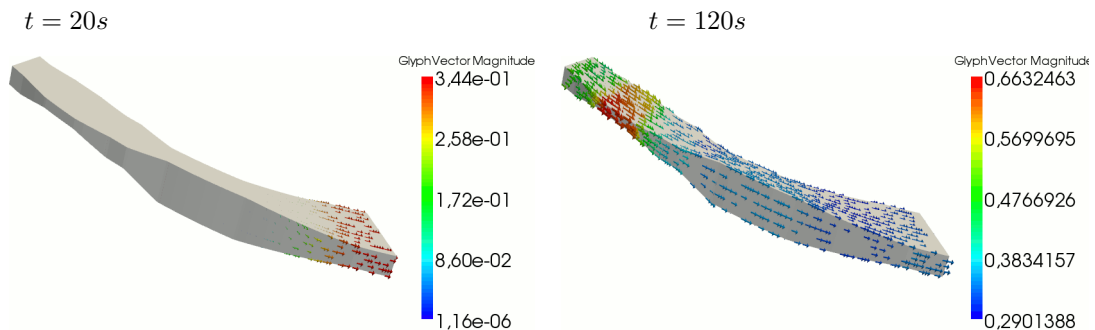 t = 20s
t = 120s
GlyphVector Magnitude
3,44e-01
2,58e-01
1,72e-01
8,60e-02
1,16e-06
GlyphVector Magnitude
0,6632463
0,5699695
0,4766926
0,3834157
0,2901388